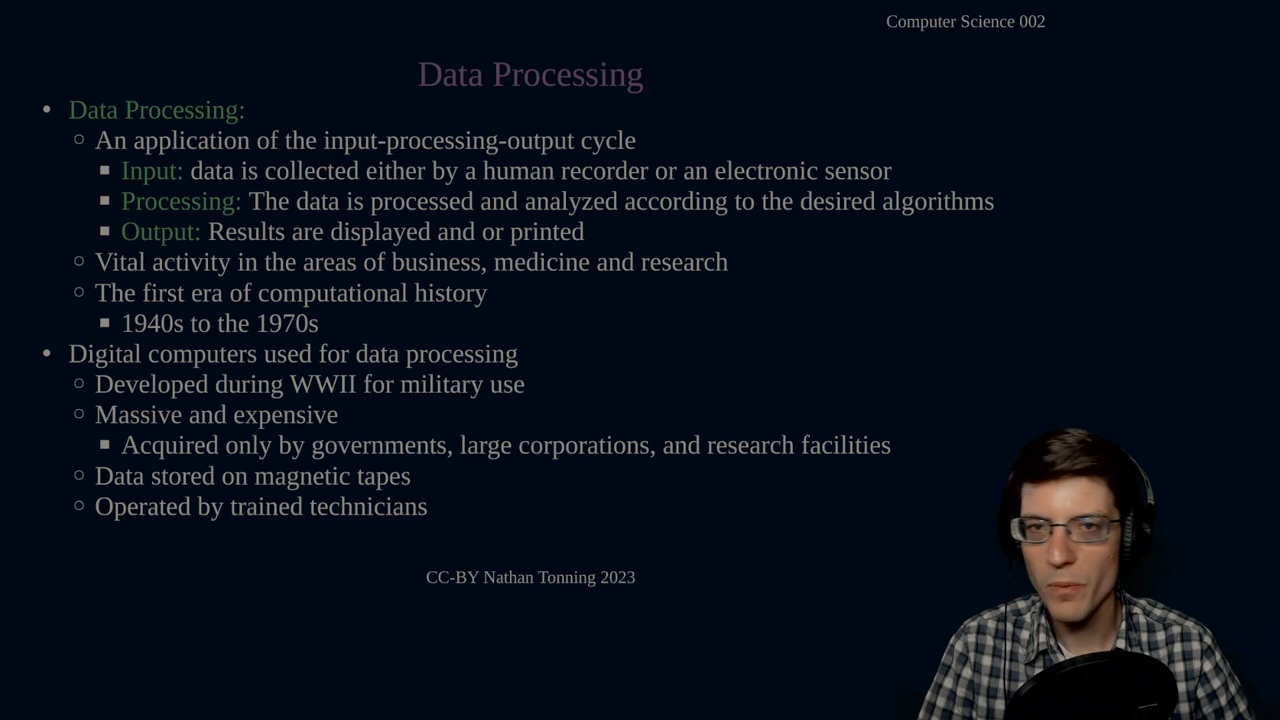 Computer Science 002
Data Processing
• Data Processing:
○ An application of the input-processing-output cycle
■ Input: data is collected either by a human recorder or an electronic sensor
■ Processing: The data is processed and analyzed according to the desired algorithms
■ Output: Results are displayed and or printed
○ Vital activity in the areas of business, medicine and research
○ The first era of computational history
■ 1940s to the 1970s
• Digital computers used for data processing
○ Developed during WWII for military use
○ Massive and expensive
■ Acquired only by governments, large corporations, and research facilities
○ Data stored on magnetic tapes
○ Operated by trained technicians
CC-BY Nathan Tonning 2023